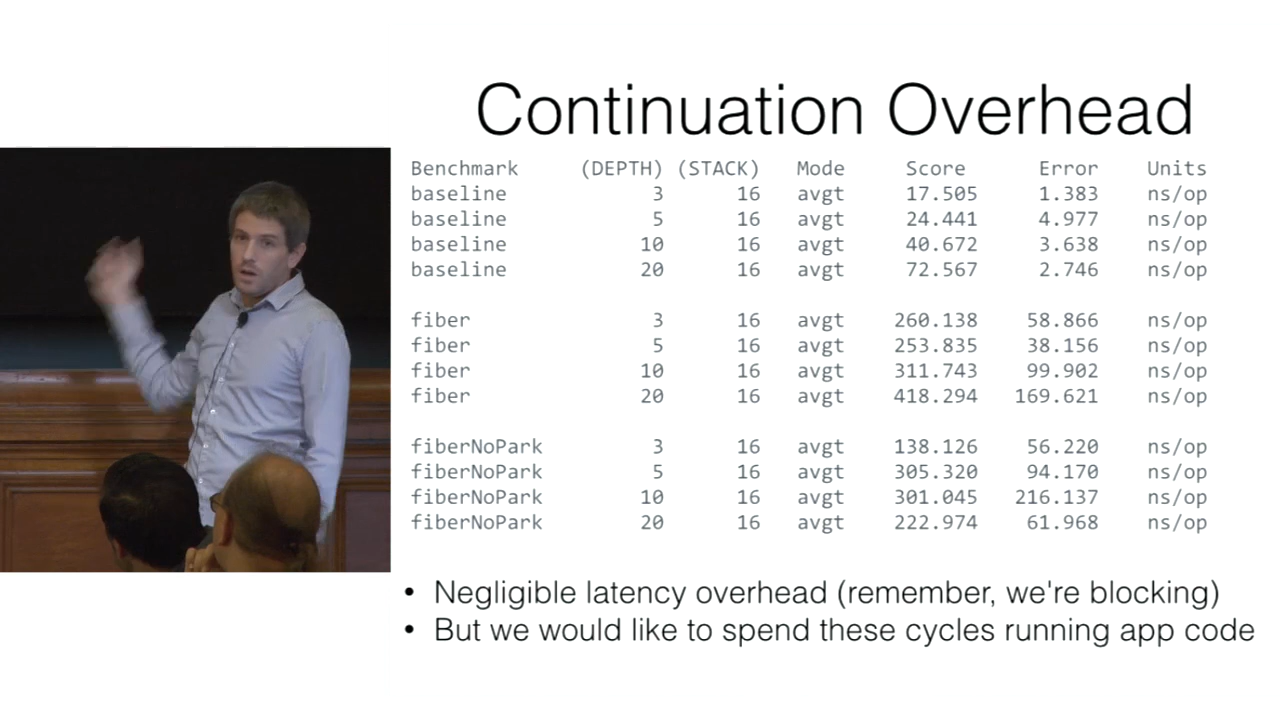 Continuation Overhead
Benchmark (DEPTH) (STACK) Mode Score Error Units
baseline 3 16 avgt 17.505 1.383 ns/op
baseline 5 16 avgt 24.441 4.977 ns/op
baseline 10 16 avgt 40.672 3.638 ns/op
baseline 20 16 avgt 72.567 2.746 ns/op
fiber 3 16 avgt 260.138 58.866 ns/op
fiber 5 16 avgt 253.835 38.156 ns/op
fiber 10 16 avgt 311.743 99.902 ns/op
fiber 20 16 avgt 418.294 169.621 ns/op
fiberNoPark 3 16 avgt 138.126 56.220 ns/op
fiberNoPark 5 16 avgt 305.320 94.170 ns/op
fiberNoPark 10 16 avgt 301.045 216.137 ns/op
fiberNoPark 20 16 avgt 222.974 61.968 ns/op
• Negligible latency overhead (remember, we're blocking)
• But we would like to spend these cycles running app code